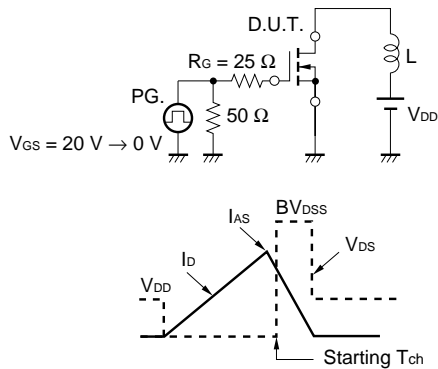 D.U.T.
RG = 25 Ω
L
PG.
50 Ω
VDD
VGS = 20 V → 0 V
BVDSS
IAS
VDS
ID
VDD
Starting Tch